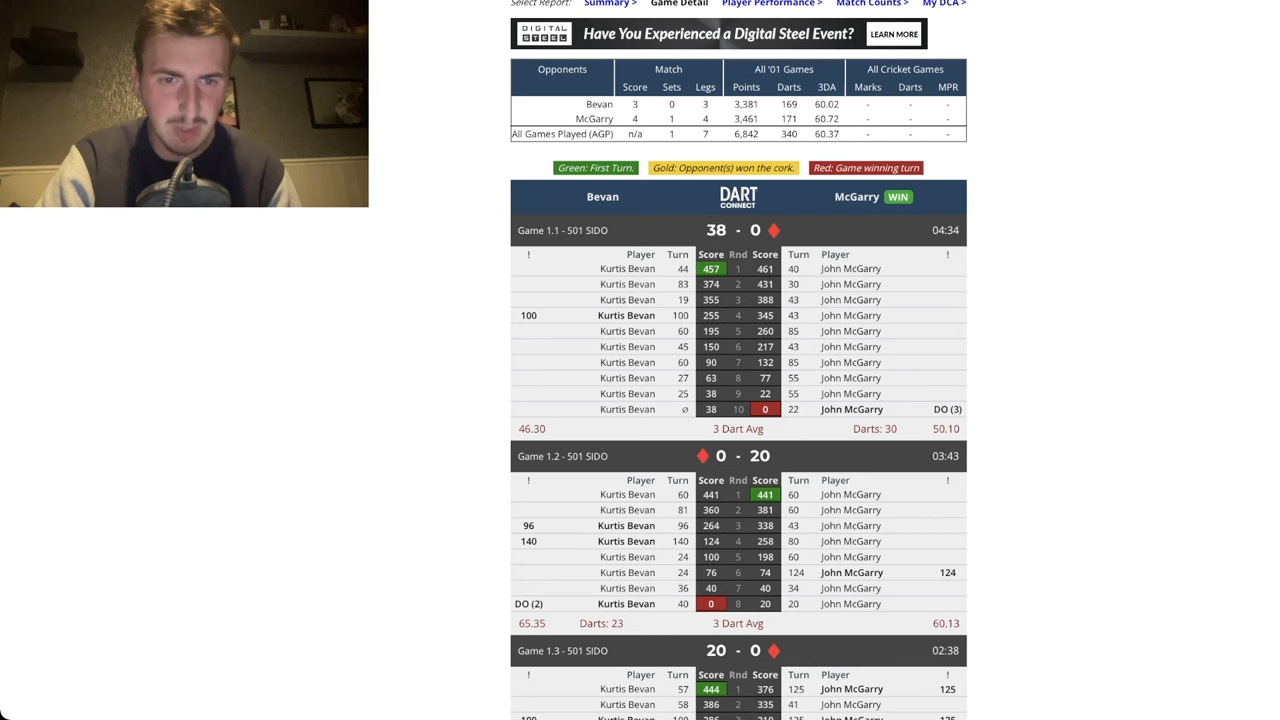 Select Report: Summary > Game Detail Player Performance > Match Counts > My DCA >
DIGITAL STEEL Have You Experienced a Digital Steel Event? LEARN MORE
Opponents Match All '01 Games All Cricket Games
Score Sets Legs Points Darts 3DA Marks Darts MPR
Bevan 3 0 3 3,381 169 60.02 - - -
McGarry 4 1 4 3,461 171 60.72 - - -
All Games Played (AGP) n/a 1 7 6,842 340 60.37 - - -
Green: First Turn. Gold: Opponent(s) won the cork. Red: Game winning turn
Bevan DART CONNECT McGarry WIN
Game 1.1 - 501 SIDO 38 - 0 04:34
! Player Turn Score Rnd Score Turn Player !
Kurtis Bevan 44 457 1 461 40 John McGarry
Kurtis Bevan 83 374 2 431 30 John McGarry
Kurtis Bevan 19 355 3 388 43 John McGarry
100 Kurtis Bevan 100 255 4 345 43 John McGarry
Kurtis Bevan 60 195 5 260 85 John McGarry
Kurtis Bevan 45 150 6 217 43 John McGarry
Kurtis Bevan 60 90 7 132 85 John McGarry
Kurtis Bevan 27 63 8 77 55 John McGarry
Kurtis Bevan 25 38 9 22 55 John McGarry
Kurtis Bevan ø 38 10 0 22 John McGarry DO (3)
46.30 3 Dart Avg Darts: 30 50.10
Game 1.2 - 501 SIDO 0 - 20 03:43
! Player Turn Score Rnd Score Turn Player !
Kurtis Bevan 60 441 1 441 60 John McGarry
Kurtis Bevan 81 360 2 381 60 John McGarry
96 Kurtis Bevan 96 264 3 338 43 John McGarry
140 Kurtis Bevan 140 124 4 258 80 John McGarry
Kurtis Bevan 24 100 5 198 60 John McGarry
Kurtis Bevan 24 76 6 74 124 John McGarry 124
Kurtis Bevan 36 40 7 40 34 John McGarry
DO (2) Kurtis Bevan 40 0 8 20 20 John McGarry
65.35 Darts: 23 3 Dart Avg 60.13
Game 1.3 - 501 SIDO 20 - 0 02:38
! Player Turn Score Rnd Score Turn Player !
Kurtis Bevan 57 444 1 376 125 John McGarry 125
Kurtis Bevan 58 386 2 335 41 John McGarry